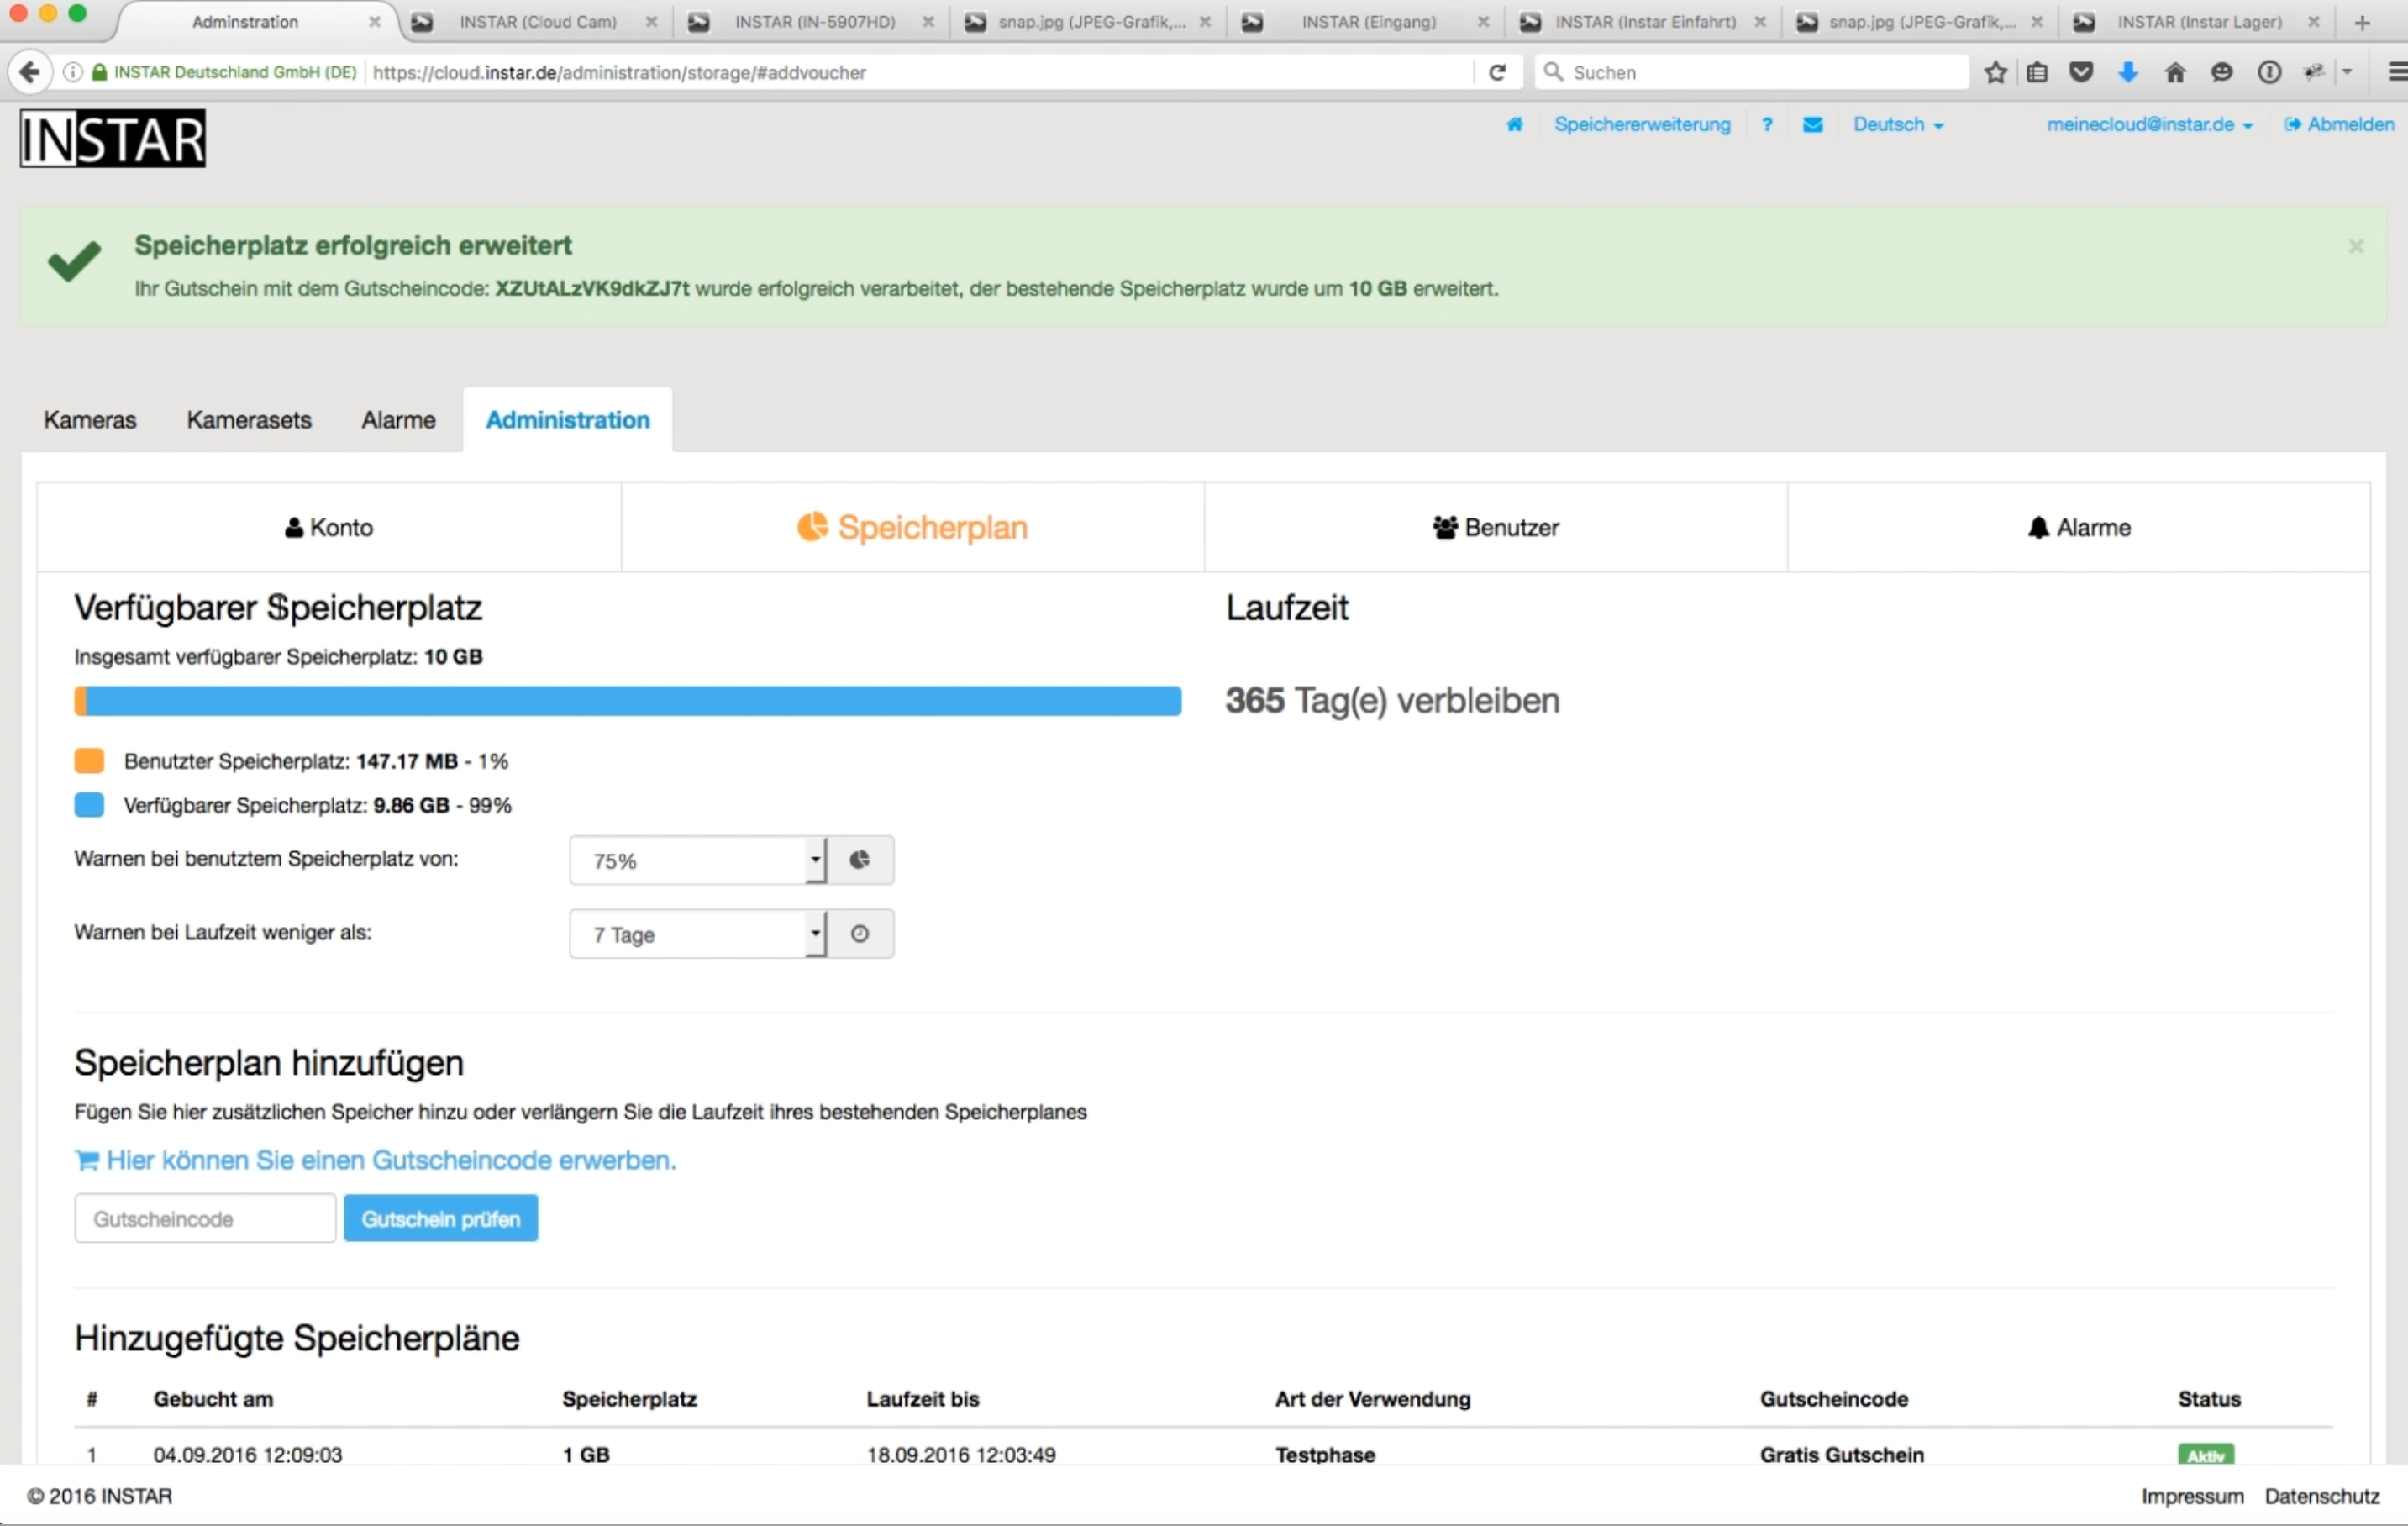 Adminstration
INSTAR (Cloud Cam)
INSTAR (IN-5907HD)
snap.jpg (JPEG-Grafik,...
INSTAR (Eingang)
INSTAR (Instar Einfahrt)
snap.jpg (JPEG-Grafik,...
INSTAR (Instar Lager)
INSTAR Deutschland GmbH (DE)
https://cloud.instar.de/administration/storage/#addvoucher
Suchen
INSTAR
Speichererweiterung
?
Deutsch
meinecloud@instar.de
Abmelden
Speicherplatz erfolgreich erweitert
Ihr Gutschein mit dem Gutscheincode: XZUtALzVK9dkZJ7t wurde erfolgreich verarbeitet, der bestehende Speicherplatz wurde um 10 GB erweitert.
Kameras
Kamerasets
Alarme
Administration
Konto
Speicherplan
Benutzer
Alarme
Verfügbarer Speicherplatz
Laufzeit
Insgesamt verfügbarer Speicherplatz: 10 GB
365 Tag(e) verbleiben
Benutzter Speicherplatz: 147.17 MB - 1%
Verfügbarer Speicherplatz: 9.86 GB - 99%
Warnen bei benutztem Speicherplatz von:
75%
Warnen bei Laufzeit weniger als:
7 Tage
Speicherplan hinzufügen
Fügen Sie hier zusätzlichen Speicher hinzu oder verlängern Sie die Laufzeit ihres bestehenden Speicherplanes
Hier können Sie einen Gutscheincode erwerben.
Gutscheincode
Gutschein prüfen
Hinzugefügte Speicherpläne
# Gebucht am Speicherplatz Laufzeit bis Art der Verwendung Gutscheincode Status
1 04.09.2016 12:09:03 1 GB 18.09.2016 12:03:49 Testphase Gratis Gutschein Aktiv
© 2016 INSTAR
Impressum Datenschutz